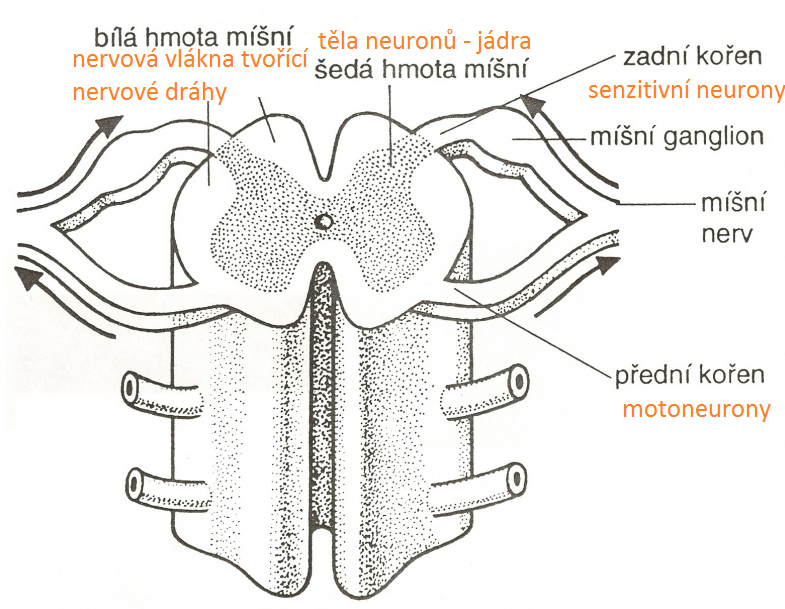 bílá hmota míšní
nervová vlákna tvořící
nervové dráhy
těla neuronů - jádra
šedá hmota míšní
zadní kořen
senzitivní neurony
míšní ganglion
míšní
nerv
přední kořen
motoneurony